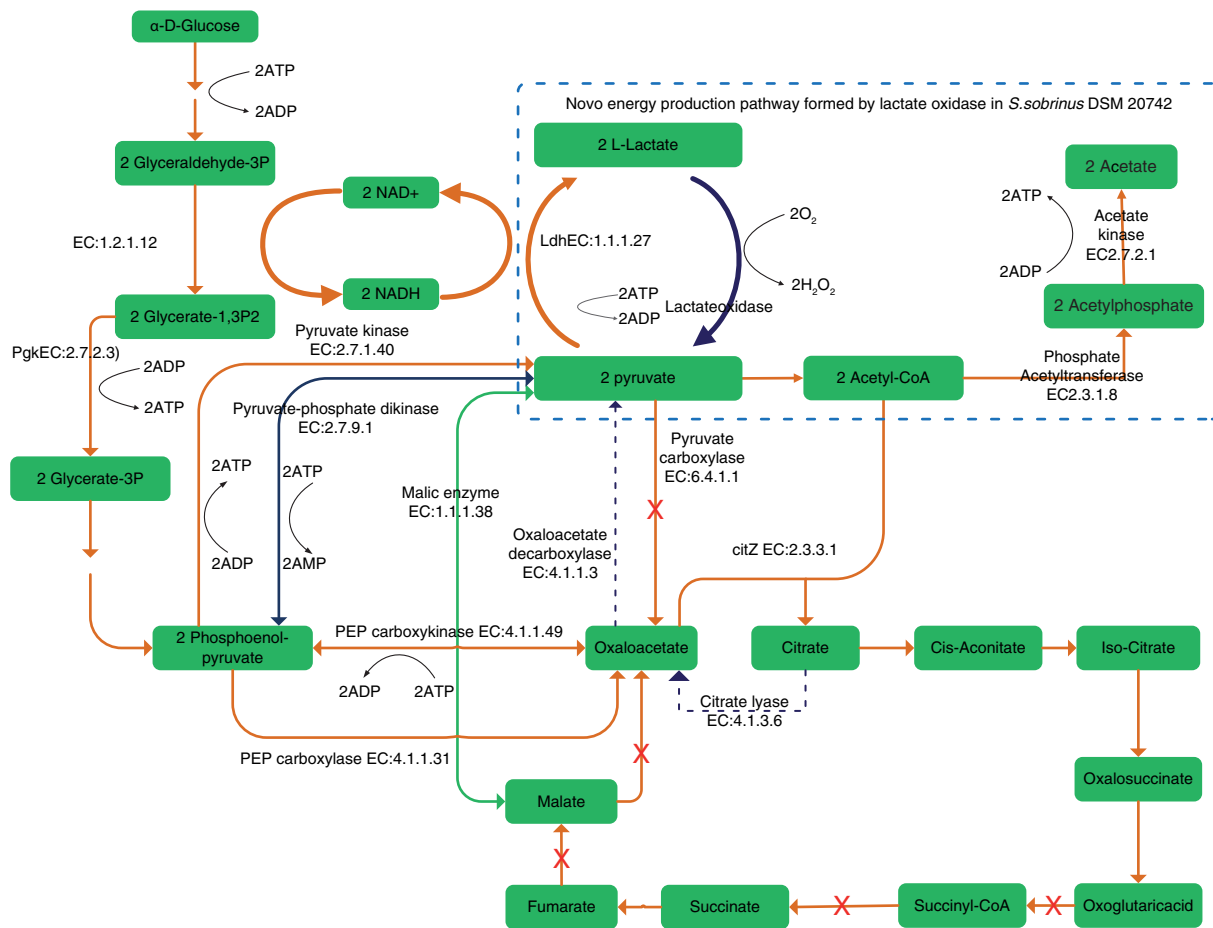 α-D-Glucose
2ATP
2ADP
Novo energy production pathway formed by lactate oxidase in S.sobrinus DSM 20742
2 L-Lactate
2 Glyceraldehyde-3P
2 Acetate
2 NAD+
2ATP
Acetate
kinase
EC2.7.2.1
2ADP
2O2
EC:1.2.1.12
LdhEC:1.1.1.27
2H2O2
2 NADH
2ATP
2ADP
Lactateoxidase
2 Acetylphosphate
2 Glycerate-1,3P2
Pyruvate kinase
EC:2.7.1.40
PgkEC:2.7.2.3)
2ADP
2ATP
2 pyruvate
2 Acetyl-CoA
Phosphate
Acetyltransferase
EC2.3.1.8
Pyruvate-phosphate dikinase
EC:2.7.9.1
Pyruvate
carboxylase
EC:6.4.1.1
2 Glycerate-3P
2ATP
2ATP
Malic enzyme
EC:1.1.1.38
X
2ADP
2AMP
Oxaloacetate
decarboxylase
EC:4.1.1.3
citZ EC:2.3.3.1
2 Phosphoenol-
pyruvate
PEP carboxykinase EC:4.1.1.49
Oxaloacetate
Citrate
Cis-Aconitate
Iso-Citrate
2ADP
2ATP
Citrate lyase
EC:4.1.3.6
PEP carboxylase EC:4.1.1.31
X
Oxalosuccinate
Malate
X
Fumarate
Succinate
X
Succinyl-CoA
X
Oxoglutaricacid